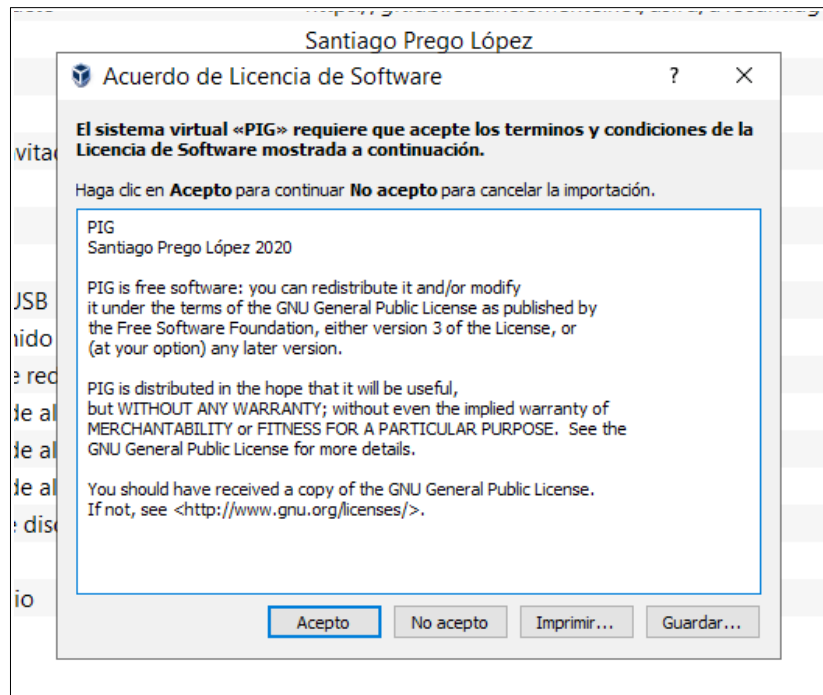 Santiago Prego López
Acuerdo de Licencia de Software
?
El sistema virtual «PIG» requiere que acepte los terminos y condiciones de la
Licencia de Software mostrada a continuación.
Haga clic en Acepto para continuar No acepto para cancelar la importación.
PIG
Santiago Prego López 2020
PIG is free software: you can redistribute it and/or modify
it under the terms of the GNU General Public License as published by
the Free Software Foundation, either version 3 of the License, or
(at your option) any later version.
PIG is distributed in the hope that it will be useful,
but WITHOUT ANY WARRANTY; without even the implied warranty of
MERCHANTABILITY or FITNESS FOR A PARTICULAR PURPOSE.  See the
GNU General Public License for more details.
You should have received a copy of the GNU General Public License.
If not, see <http://www.gnu.org/licenses/>.
vita
USB
nido
e red
de al
de al
de al
e disc
io
Acepto No acepto Imprimir... Guardar...